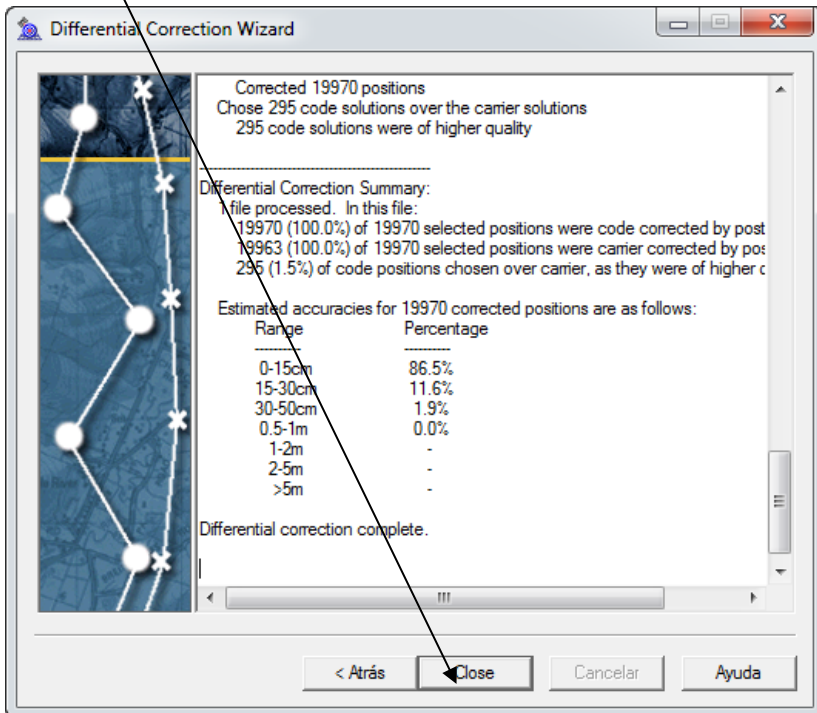 Differential Correction Wizard
Corrected 19970 positions
Chose 295 code solutions over the carrier solutions
295 code solutions were of higher quality
--------------------------------------------------
Differential Correction Summary:
1 file processed. In this file:
19970 (100.0%) of 19970 selected positions were code corrected by post
19963 (100.0%) of 19970 selected positions were carrier corrected by pos
295 (1.5%) of code positions chosen over carrier, as they were of higher q
Estimated accuracies for 19970 corrected positions are as follows:
Range Percentage
---------- ----------
0-15cm 86.5%
15-30cm 11.6%
30-50cm 1.9%
0.5-1m 0.0%
1-2m -
2-5m -
>5m -
Differential correction complete.
< Atrás Close Cancelar Ayuda